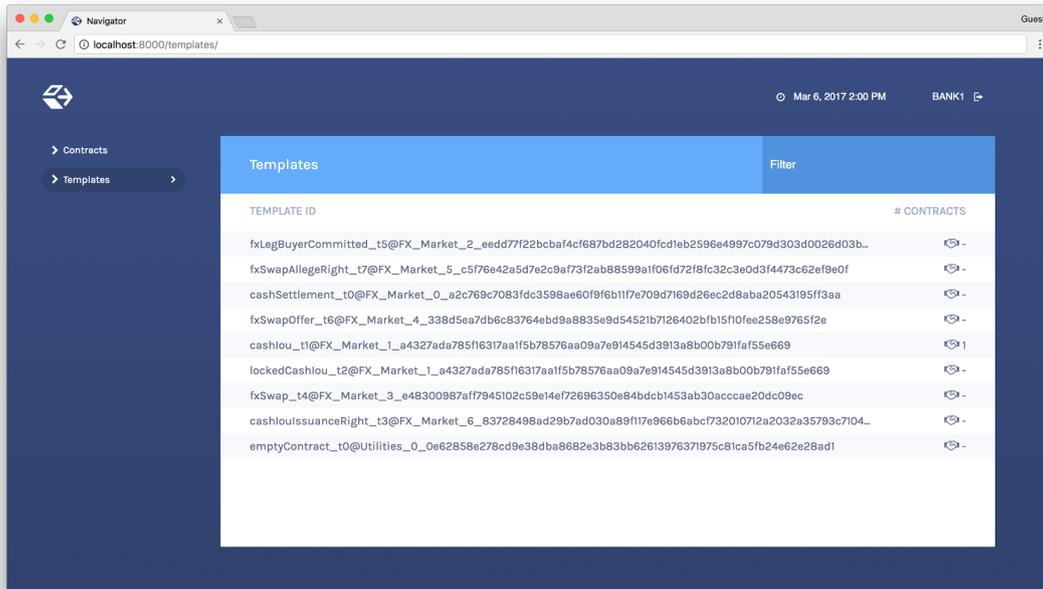 Navigator
Gues
localhost:8000/templates/
Mar 6, 2017 2:00 PM
BANK1
Contracts
Templates
Templates
Filter
TEMPLATE ID
# CONTRACTS
fxLegBuyerCommitted_t5@FX_Market_2_eedd77f22bcbaf4cf687bd282040fcd1eb2596e4997c079d303d0026d03b...
-
fxSwapAllegeRight_t7@FX_Market_5_c5f76e42a5d7e2c9af73f2ab88599a1f06fd72f8fc32c3e0d3f4473c62ef9e0f
-
cashSettlement_t0@FX_Market_0_a2c769c7083fdc3598ae60f9f6b11f7e709d7169d26ec2d8aba20543195ff3aa
-
fxSwapOffer_t6@FX_Market_4_338d5ea7db6c83764ebd9a8835e9d54521b7126402bfb15f10fee258e9765f2e
-
cashIou_t1@FX_Market_1_a4327ada785f16317aa1f5b78576aa09a7e914545d3913a8b00b791faf55e669
1
lockedCashIou_t2@FX_Market_1_a4327ada785f16317aa1f5b78576aa09a7e914545d3913a8b00b791faf55e669
-
fxSwap_t4@FX_Market_3_e48300987aff7945102c59e14ef72696350e84bdcb1453ab30acccae20dc09ec
-
cashIouIssuanceRight_t3@FX_Market_6_83728498ad29b7ad030a89f117e966b6abcf732010712a2032a35793c7104...
-
emptyContract_t0@Utilities_0_0e62858e278cd9e38dba8682e3b83bb62613976371975c81ca5fb24e62e28ad1
-